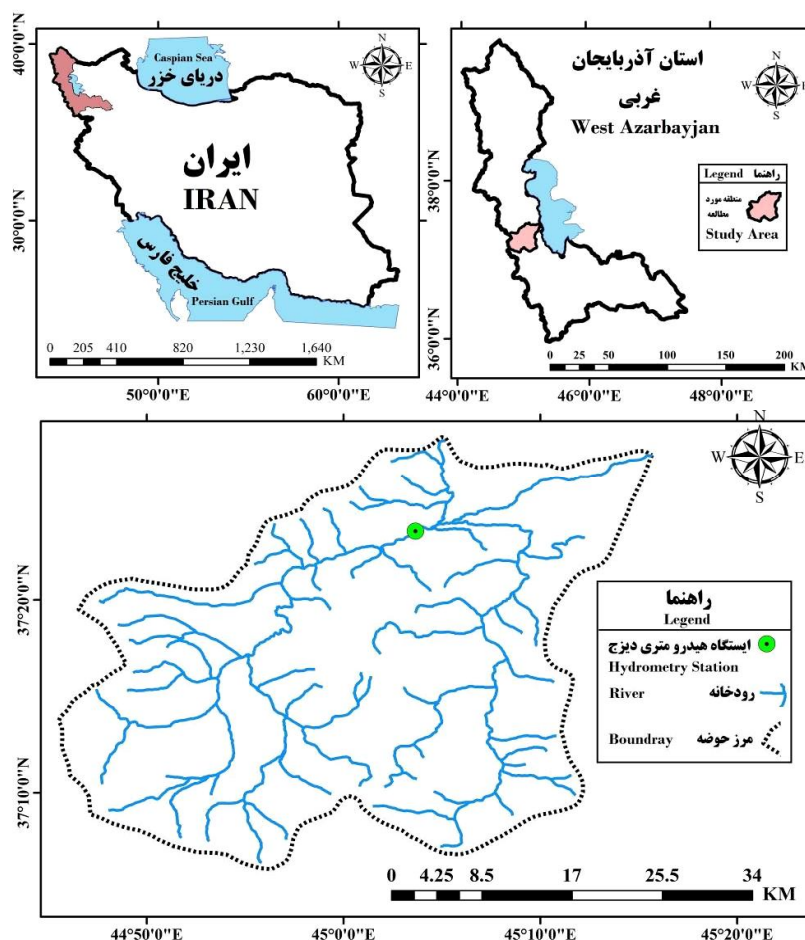 40°0'0"N
30°0'0"N
Caspian Sea
دریای خزر
N
W E
S
ایران
IRAN
خلیج فارس
Persian Gulf
0 205 410 820 1,230 1,640
KM
50°0'0"E 60°0'0"E
38°0'0"N
36°0'0"N
استان آذربایجان
غربی
West Azarbayjan
N
W E
S
Legend راهنما
منطقه مورد
مطالعه
Study Area
0 25 50 100 150 200
KM
44°0'0"E 46°0'0"E 48°0'0"E
37°20'0"N
37°10'0"N
N
W E
S
راهنما
Legend
ایستگاه هیدرو متری دیزج
Hydrometry Station
River رودخانه
Boundray مرز حوضه
0 4.25 8.5 17 25.5 34
KM
44°50'0"E 45°0'0"E 45°10'0"E 45°20'0"E